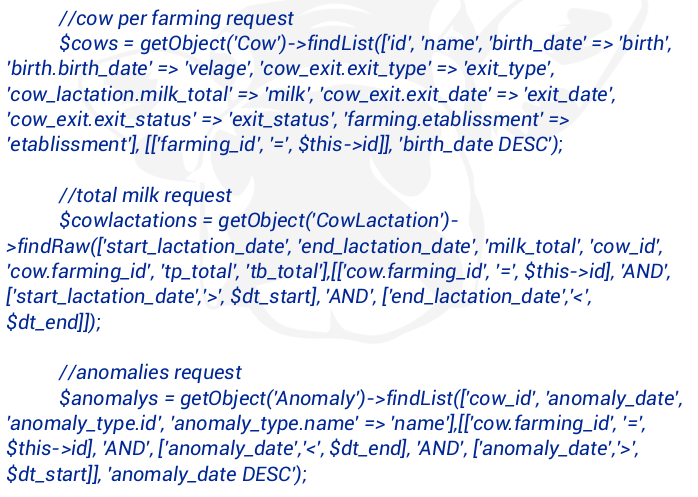 //cow per farming request
$cows = getObject('Cow')->findList(['id', 'name', 'birth_date' => 'birth',
'birth.birth_date' => 'velage', 'cow_exit.exit_type' => 'exit_type',
'cow_lactation.milk_total' => 'milk', 'cow_exit.exit_date' => 'exit_date',
'cow_exit.exit_status' => 'exit_status', 'farming.etablissment' =>
'etablissment'], [['farming_id', '=', $this->id]], 'birth_date DESC');
//total milk request
$cowlactations = getObject('CowLactation')-
>findRaw(['start_lactation_date', 'end_lactation_date', 'milk_total', 'cow_id',
'cow.farming_id', 'tp_total', 'tb_total'],[['cow.farming_id', '=', $this->id], 'AND',
['start_lactation_date','>', $dt_start], 'AND', ['end_lactation_date','<',
$dt_end]]);
//anomalies request
$anomalys = getObject('Anomaly')->findList(['cow_id', 'anomaly_date',
'anomaly_type.id', 'anomaly_type.name' => 'name'],[['cow.farming_id', '=',
$this->id], 'AND', ['anomaly_date','<', $dt_end], 'AND', ['anomaly_date','>',
$dt_start]], 'anomaly_date DESC');